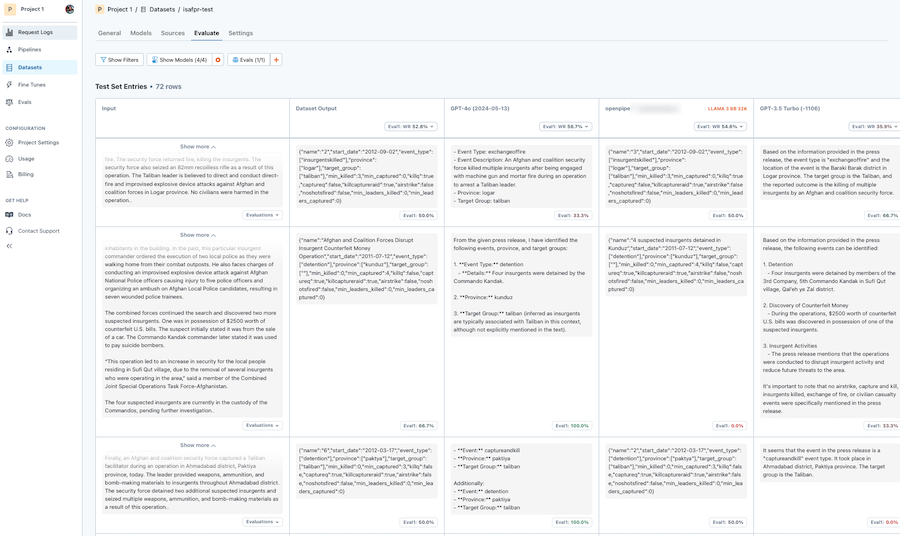 P Project 1
Request Logs
Pipelines
Datasets
Fine Tunes
Evals
CONFIGURATION
Project Settings
Usage
Billing
GET HELP
Docs
Contact Support
P Project 1 / Datasets / isafpr-test
General Models Sources Evaluate Settings
Show Filters Show Models (4/4) Evals (1/1) +
Test Set Entries • 72 rows
Input
Dataset Output
Eval1: WR 52.8%
GPT-4o (2024-05-13)
Eval1: WR 56.7%
openpipe
LLAMA 3 8B 32K
Eval1: WR 54.6%
GPT-3.5 Turbo (-1106)
Eval1: WR 35.9%
Show more
fire. The security force returned fire, killing the insurgents. The
security force also seized an 82mm recoilless rifle as a result of the
operation. The Taliban leader is believed to direct and conduct direct-
fire and improvised explosive device attacks against Afghan and
coalition forces in Logar province. No civilians were harmed in the
operation..
Evaluations
{"name":"2","start_date":"2012-09-02","event_type":
["insurgentskilled"],"province":
["logar"],"target_group":
["taliban"],"min_killed":3,"min_captured":0,"killq":true
,"captureq":true,"killcaptureraid":true,"airstrike":false
,"noshotsfired":false,"min_leaders_killed":0,"min_lead
ers_captured":0}
Eval1: 50.0%
- Event Type: exchangeoffire
- Event Description: An Afghan and coalition security
force killed multiple insurgents after being engaged
with machine gun and mortar fire during an operation
to arrest a Taliban leader.
- Province: logar
- Target Group: taliban
Eval1: 33.3%
{"name":"3","start_date":"2012-09-02","event_type":
["insurgentskilled"],"province":
["logar"],"target_group":
["taliban"],"min_killed":3,"min_captured":0,"killq":true
,"captureq":true,"killcaptureraid":true,"airstrike":false
,"noshotsfired":false,"min_leaders_killed":0,"min_lead
ers_captured":0}
Eval1: 50.0%
Based on the information provided in the press
release, the event type is "exchangeoffire" and the
location of the event is the Baraki Barak district in
Logar province. The target group is the Taliban, and
the reported outcome is the killing of multiple
insurgents by an Afghan and coalition security force.
Eval1: 66.7%
Show more
inhabitants in the building. In the past, this particular insurgent
commander ordered the execution of two local police as they were
walking home from their combat outposts. He also faces charges of
conducting an improvised explosive device attack against Afghan
National Police officers causing injury to five police officers and
organizing an ambush on Afghan Local Police candidates, resulting in
seven wounded police trainees.
The combined forces continued the search and discovered two more
suspected insurgents. One was in possession of $2500 worth of
counterfeit U.S. bills. The suspect initially stated it was from the sale
of a car. The Commando Kandak commander later stated it was used
to pay suicide bombers.
"This operation led to an increase in security for the local people
residing in Sufi Qut village, due to the removal of several insurgents
who were operating in the area," said a member of the Combined
Joint Special Operations Task Force-Afghanistan.
The four suspected insurgents are currently in the custody of the
Commandos, pending further investigation..
Evaluations
{"name":"Afghan and Coalition Forces Disrupt
Insurgent Counterfeit Money
Operation","start_date":"2011-07-12","event_type":
["detention"],"province":["kunduz"],"target_group":
[""],"min_killed":0,"min_captured":4,"killq":false,"capt
ureq":true,"killcaptureraid":true,"airstrike":false,"nosh
otsfired":false,"min_leaders_killed":0,"min_leaders_ca
ptured":0}
Eval1: 66.7%
From the given press release, I have identified the
following events, province, and target groups:
1. **Event Type:** detention
- **Details:** Four insurgents were detained by the
Commando Kandak.
2. **Province:** kunduz
3. **Target Group:** taliban (inferred as insurgents
are typically associated with Taliban in this context,
although not explicitly mentioned in the text).
Eval1: 100.0%
{"name":"4 suspected insurgents detained in
Kunduz","start_date":"2011-07-12","event_type":
["detention"],"province":["kunduz"],"target_group":
[""],"min_killed":0,"min_captured":4,"killq":false,"capt
ureq":true,"killcaptureraid":true,"airstrike":false,"nosh
otsfired":false,"min_leaders_killed":0,"min_leaders_ca
ptured":0}
Eval1: 0.0%
Based on the information provided in the press release,
the following events can be identified:
1. Detention
- Four insurgents were detained by members of the
3rd Company, 5th Commando Kandak in Sufi Qut
village, Qal'eh-ye Zal district.
2. Discovery of Counterfeit Money
- During the operations, $2500 worth of counterfeit
U.S. bills was discovered in possession of one of the
suspected insurgents.
3. Insurgent Activities
- The press release mentions that the operations
were conducted to disrupt insurgent activity and
reduce future threats to the area.
It's important to note that no airstrike, capture and kill,
insurgents killed, exchange of fire, or civilian casualty
events were specifically mentioned in the press
release.
Eval1: 33.3%
Show more
Finally, an Afghan and coalition security force captured a Taliban
facilitator during an operation in Ahmadabad district, Paktiya
province, today. The leader provided weapons, ammunition, and
bomb-making materials to insurgents throughout Ahmadabad district.
The security force detained two additional suspected insurgents and
seized multiple weapons, ammunition, and bomb-making materials as
a result of this operation..
Evaluations
{"name":"6","start_date":"2012-03-17","event_type":
["detention"],"province":["paktya"],"target_group":
["taliban"],"min_killed":0,"min_captured":3,"killq":fals
e,"captureq":true,"killcaptureraid":true,"airstrike":fals
e,"noshotsfired":false,"min_leaders_killed":0,"min_lea
ders_captured":0}
Eval1: 50.0%
- **Event:** captureandkill
- **Province:** paktiya
- **Target Group:** taliban
Additionally:
- **Event:** detention
- **Province:** paktiya
- **Target Group:** taliban
Eval1: 100.0%
{"name":"2","start_date":"2012-03-17","event_type":
["detention"],"province":["paktya"],"target_group":
["taliban"],"min_killed":0,"min_captured":3,"killq":fals
e,"captureq":true,"killcaptureraid":true,"airstrike":fals
e,"noshotsfired":false,"min_leaders_killed":0,"min_lea
ders_captured":0}
Eval1: 50.0%
It seems that the event in the press release is a
"captureandkill" event type. It took place in
Ahmadabad district, Paktiya province. The target
group is the Taliban.
Eval1: 0.0%